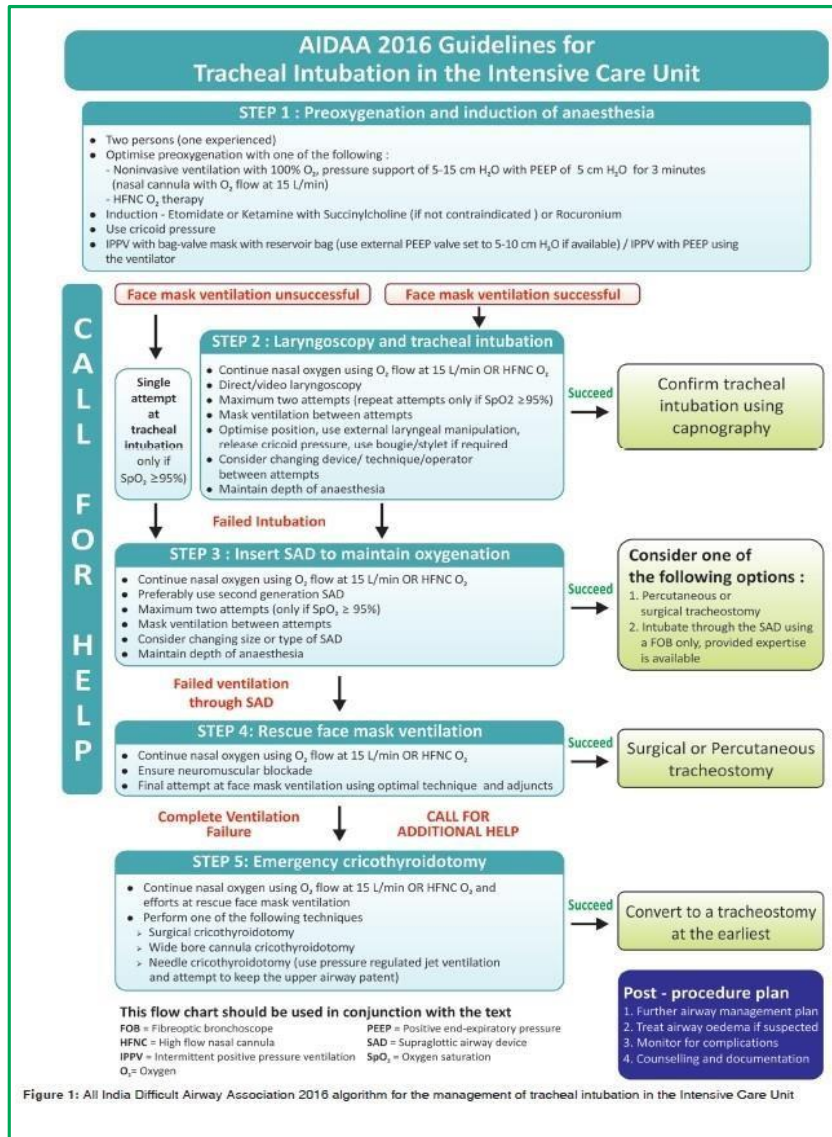 AIDAA 2016 Guidelines for
Tracheal Intubation in the Intensive Care Unit
STEP 1 : Preoxygenation and induction of anaesthesia
● Two persons (one experienced)
● Optimise preoxygenation with one of the following :
- Noninvasive ventilation with 100% O₂, pressure support of 5-15 cm H₂O with PEEP of 5 cm H₂O for 3 minutes
(nasal cannula with O₂ flow at 15 L/min)
- HFNC O₂ therapy
● Induction - Etomidate or Ketamine with Succinylcholine (if not contraindicated ) or Rocuronium
● Use cricoid pressure
● IPPV with bag-valve mask with reservoir bag (use external PEEP valve set to 5-10 cm H₂O if available) / IPPV with PEEP using
the ventilator
CALL FOR HELP
Face mask ventilation unsuccessful
Face mask ventilation successful
Single
attempt
at
tracheal
intubation
only if
SpO₂ ≥95%)
STEP 2 : Laryngoscopy and tracheal intubation
● Continue nasal oxygen using O₂ flow at 15 L/min OR HFNC O₂
● Direct/video laryngoscopy
● Maximum two attempts (repeat attempts only if SpO2 ≥95%)
● Mask ventilation between attempts
● Optimise position, use external laryngeal manipulation,
release cricoid pressure, use bougie/stylet if required
● Consider changing device/ technique/operator
between attempts
● Maintain depth of anaesthesia
Succeed
Confirm tracheal
intubation using
capnography
Failed Intubation
STEP 3 : Insert SAD to maintain oxygenation
● Continue nasal oxygen using O₂ flow at 15 L/min OR HFNC O₂
● Preferably use second generation SAD
● Maximum two attempts (only if SpO₂ ≥ 95%)
● Mask ventilation between attempts
● Consider changing size or type of SAD
● Maintain depth of anaesthesia
Succeed
Consider one of
the following options :
1. Percutaneous or
surgical tracheostomy
2. Intubate through the SAD using
a FOB only, provided expertise
is available
Failed ventilation
through SAD
STEP 4: Rescue face mask ventilation
● Continue nasal oxygen using O₂ flow at 15 L/min OR HFNC O₂
● Ensure neuromuscular blockade
● Final attempt at face mask ventilation using optimal technique and adjuncts
Succeed
Surgical or Percutaneous
tracheostomy
Complete Ventilation
Failure
CALL FOR
ADDITIONAL HELP
STEP 5: Emergency cricothyroidotomy
● Continue nasal oxygen using O₂ flow at 15 L/min OR HFNC O₂ and
efforts at rescue face mask ventilation
● Perform one of the following techniques
➢ Surgical cricothyroidotomy
➢ Wide bore cannula cricothyroidotomy
➢ Needle cricothyroidotomy (use pressure regulated jet ventilation
and attempt to keep the upper airway patent)
Succeed
Convert to a tracheostomy
at the earliest
Post - procedure plan
1. Further airway management plan
2. Treat airway oedema if suspected
3. Monitor for complications
4. Counselling and documentation
This flow chart should be used in conjunction with the text
FOB = Fibreoptic bronchoscope
PEEP = Positive end-expiratory pressure
HFNC = High flow nasal cannula
SAD = Supraglottic airway device
IPPV = Intermittent positive pressure ventilation
SpO₂ = Oxygen saturation
O₂= Oxygen
Figure 1: All India Difficult Airway Association 2016 algorithm for the management of tracheal intubation in the Intensive Care Unit